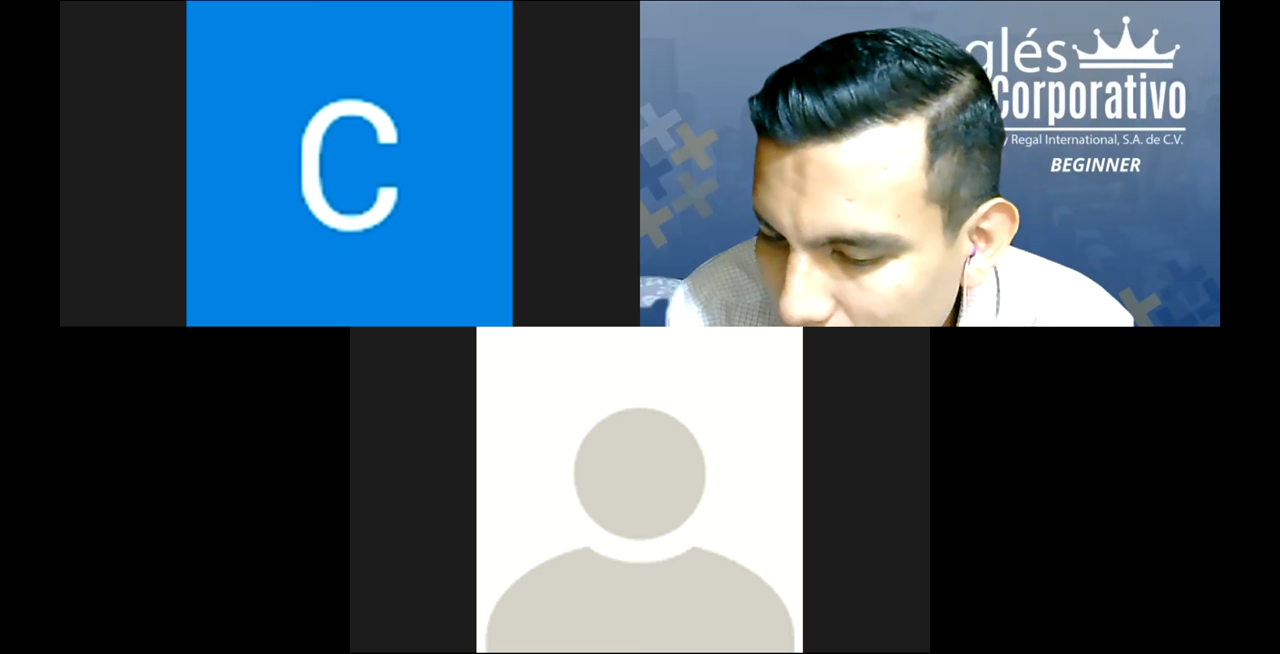 C
glés
Corporativo
y Regal International, S.A. de C.V.
BEGINNER